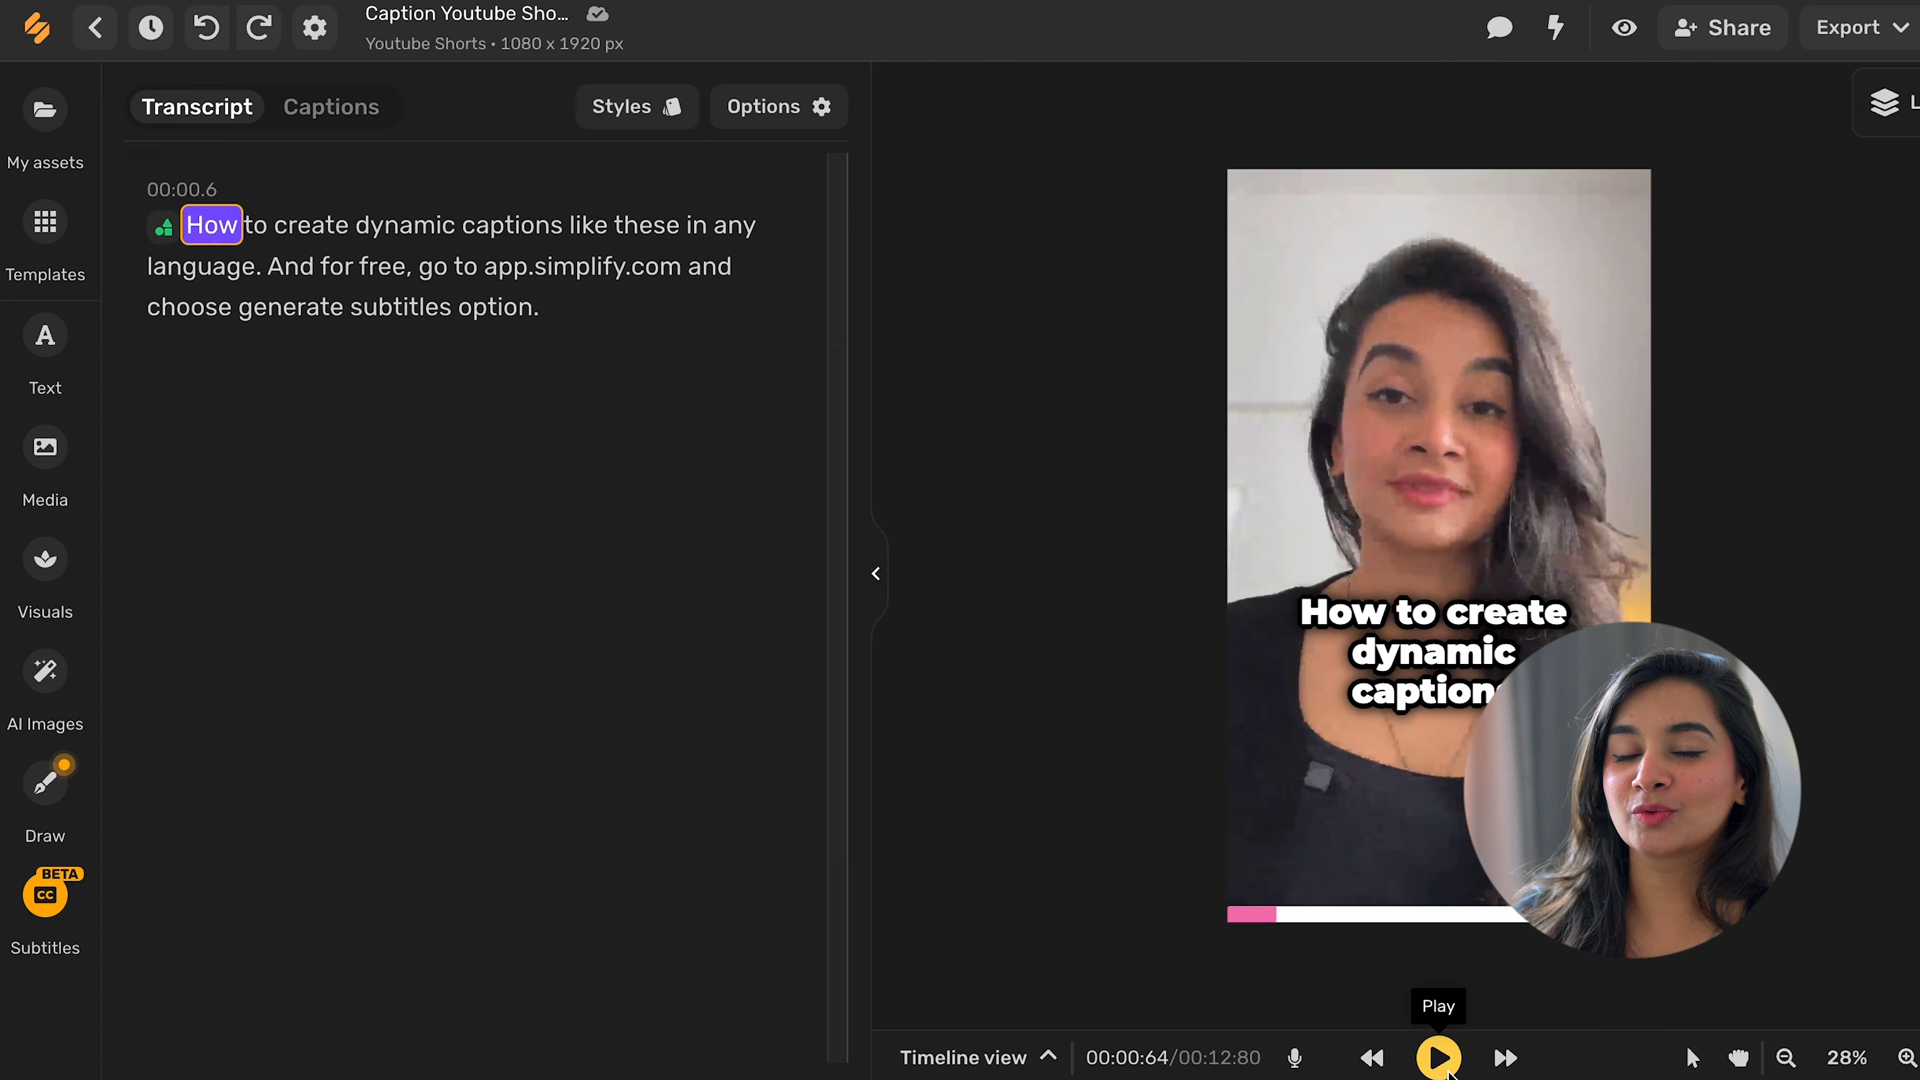 Caption Youtube Sho...
Youtube Shorts • 1080 x 1920 px
Share
Export
My assets
Templates
Text
Media
Visuals
AI Images
Draw
BETA
CC
Subtitles
Transcript
Captions
Styles
Options
00:00.6
How to create dynamic captions like these in any
language. And for free, go to app.simplify.com and
choose generate subtitles option.
L
How to create
dynamic
caption
Play
Timeline view
00:00:64/00:12:80
28%